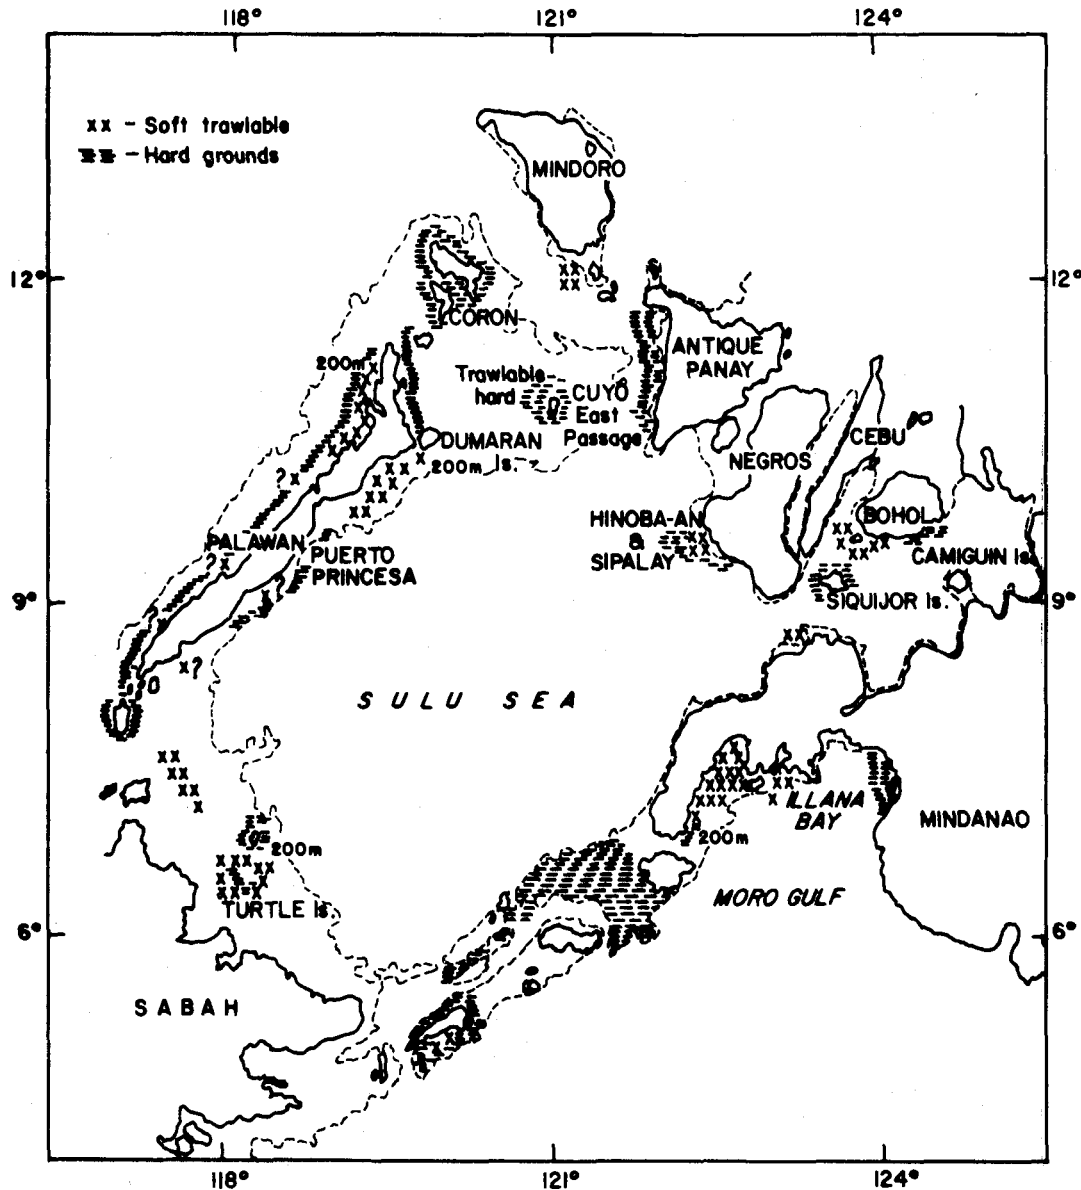 118° 121° 124°
xx - Soft trawlable
- Hard grounds
MINDORO
12° 12°
CORON
200m
ANTIQUE
PANAY
Trawlable
hard
CUYO
East
Passage
DUMARAN
Is.
200m
CEBU
NEGROS
BOHOL
HINOBA-AN
&
SIPALAY
PALAWAN
PUERTO
PRINCESA
CAMIGUIN Is.
SIQUIJOR Is.
9° 9°
?
?
?
x?
?
SULU SEA
ILLANA
BAY
MINDANAO
200m
200m
MORO GULF
TURTLE Is.
6° 6°
SABAH
118° 121° 124°